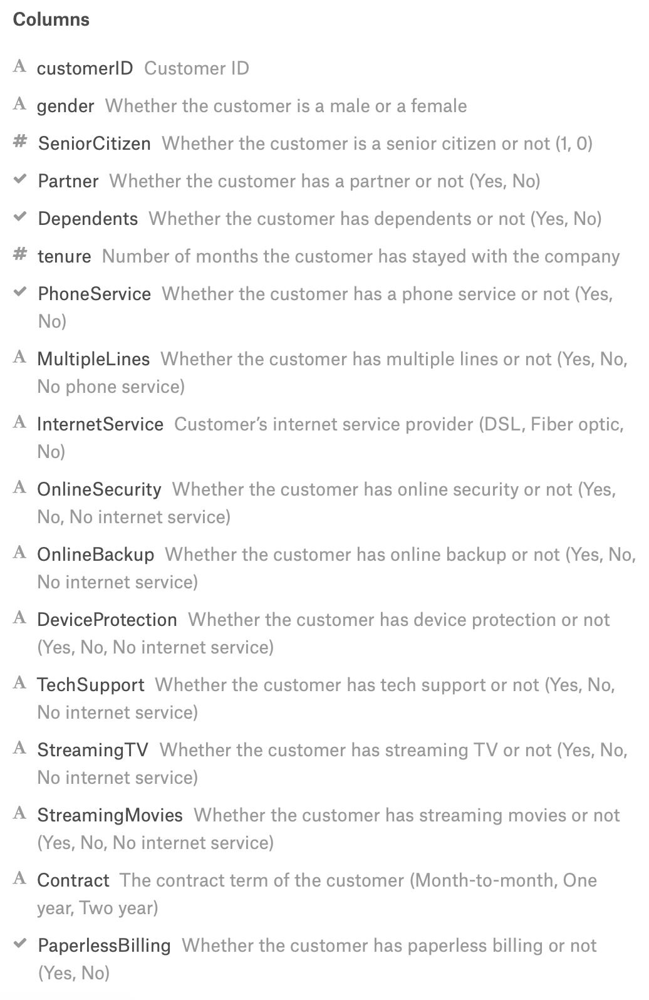 Columns
A customerID Customer ID
A gender Whether the customer is a male or a female
# SeniorCitizen Whether the customer is a senior citizen or not (1, 0)
Partner Whether the customer has a partner or not (Yes, No)
Dependents Whether the customer has dependents or not (Yes, No)
# tenure Number of months the customer has stayed with the company
PhoneService Whether the customer has a phone service or not (Yes,
No)
A MultipleLines Whether the customer has multiple lines or not (Yes, No,
No phone service)
A InternetService Customer’s internet service provider (DSL, Fiber optic,
No)
A OnlineSecurity Whether the customer has online security or not (Yes,
No, No internet service)
A OnlineBackup Whether the customer has online backup or not (Yes, No,
No internet service)
A DeviceProtection Whether the customer has device protection or not
(Yes, No, No internet service)
A TechSupport Whether the customer has tech support or not (Yes, No,
No internet service)
A StreamingTV Whether the customer has streaming TV or not (Yes, No,
No internet service)
A StreamingMovies Whether the customer has streaming movies or not
(Yes, No, No internet service)
A Contract The contract term of the customer (Month-to-month, One
year, Two year)
PaperlessBilling Whether the customer has paperless billing or not
(Yes, No)